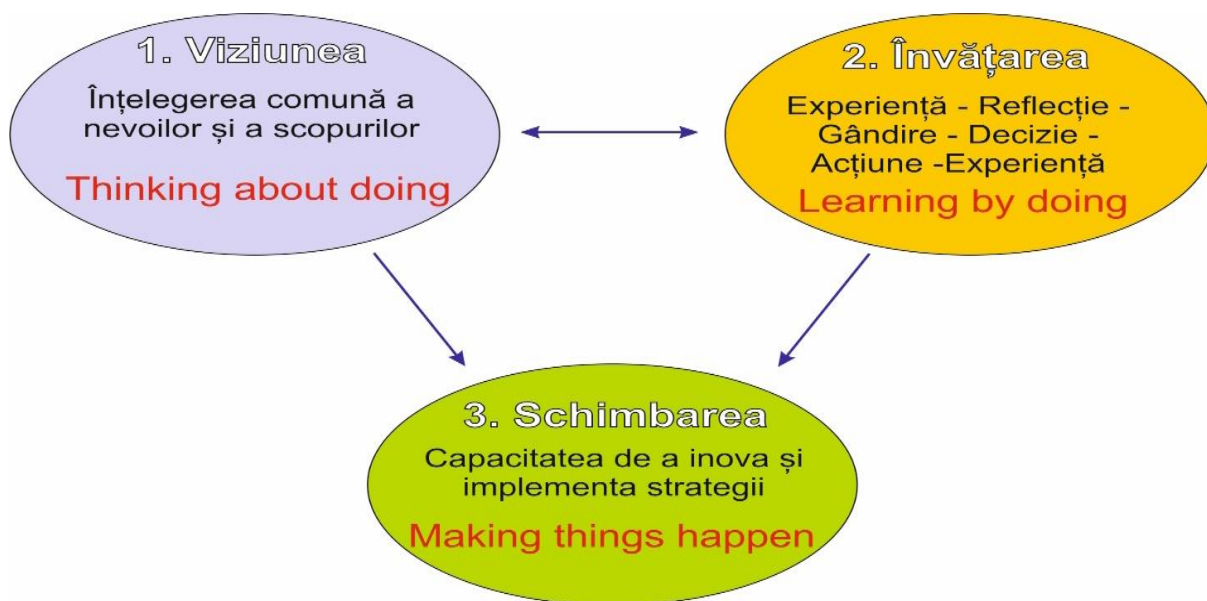 1. Viziunea
Înțelegerea comună a
nevoilor și a scopurilor
Thinking about doing
2. Învățarea
Experiență - Reflecție -
Gândire - Decizie -
Acțiune -Experiență
Learning by doing
3. Schimbarea
Capacitatea de a inova și
implementa strategii
Making things happen